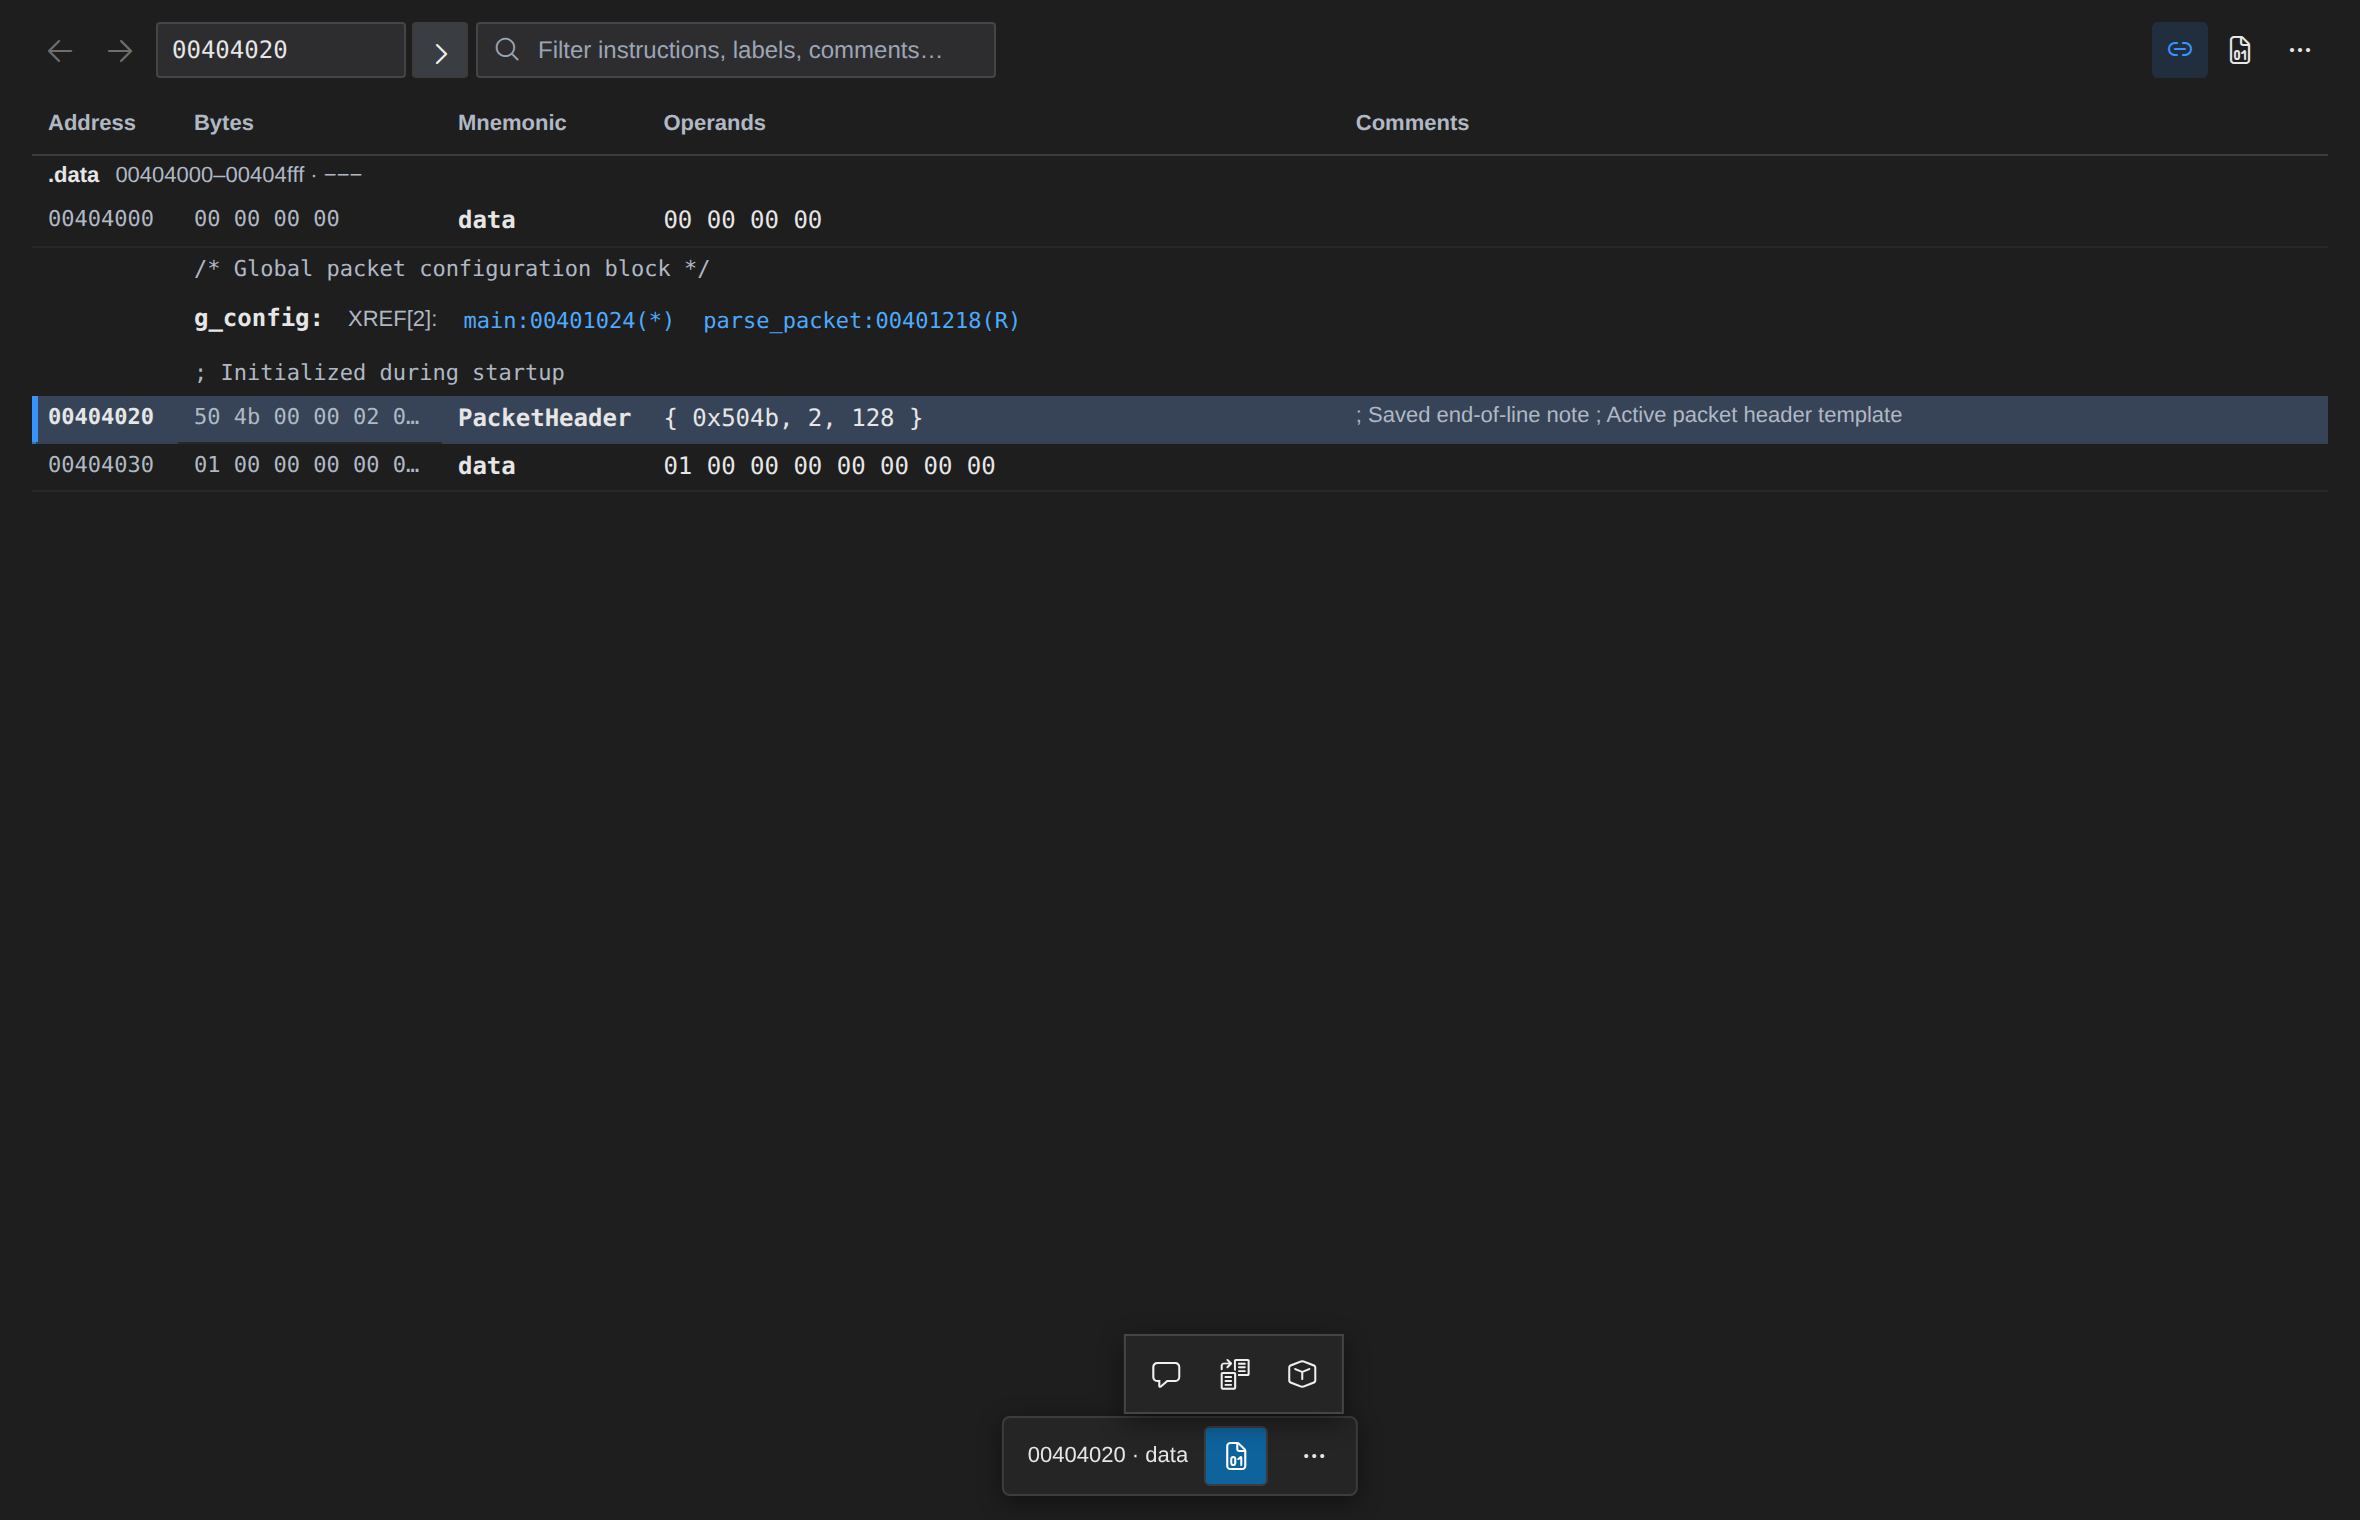 00404020 Filter instructions, labels, comments…
Address Bytes Mnemonic Operands Comments
.data 00404000–00404fff · −−−
00404000 00 00 00 00 data 00 00 00 00
/* Global packet configuration block */
g_config: XREF[2]: main:00401024(*) parse_packet:00401218(R)
; Initialized during startup
00404020 50 4b 00 00 02 0… PacketHeader { 0x504b, 2, 128 } ; Saved end-of-line note ; Active packet header template
00404030 01 00 00 00 00 0… data 01 00 00 00 00 00 00 00
00404020 · data